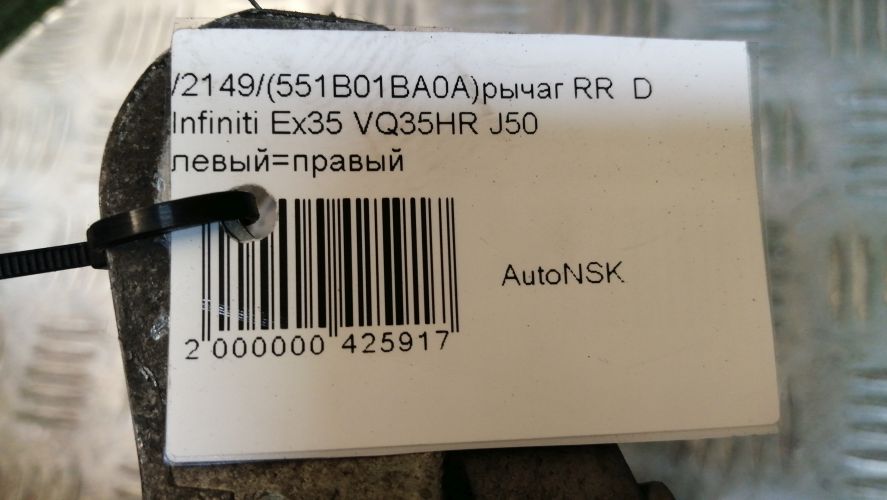 /2149/(551B01BA0A)рычаг RR D
Infiniti Ex35 VQ35HR J50
левый=правый
AutoNSK
2 000000 425917